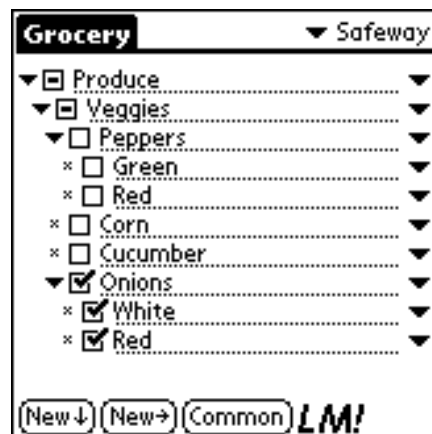 Grocery Safeway
Produce
Veggies
Peppers
Green
Red
Corn
Cucumber
Onions
White
Red
New↓ New→ Common LM!